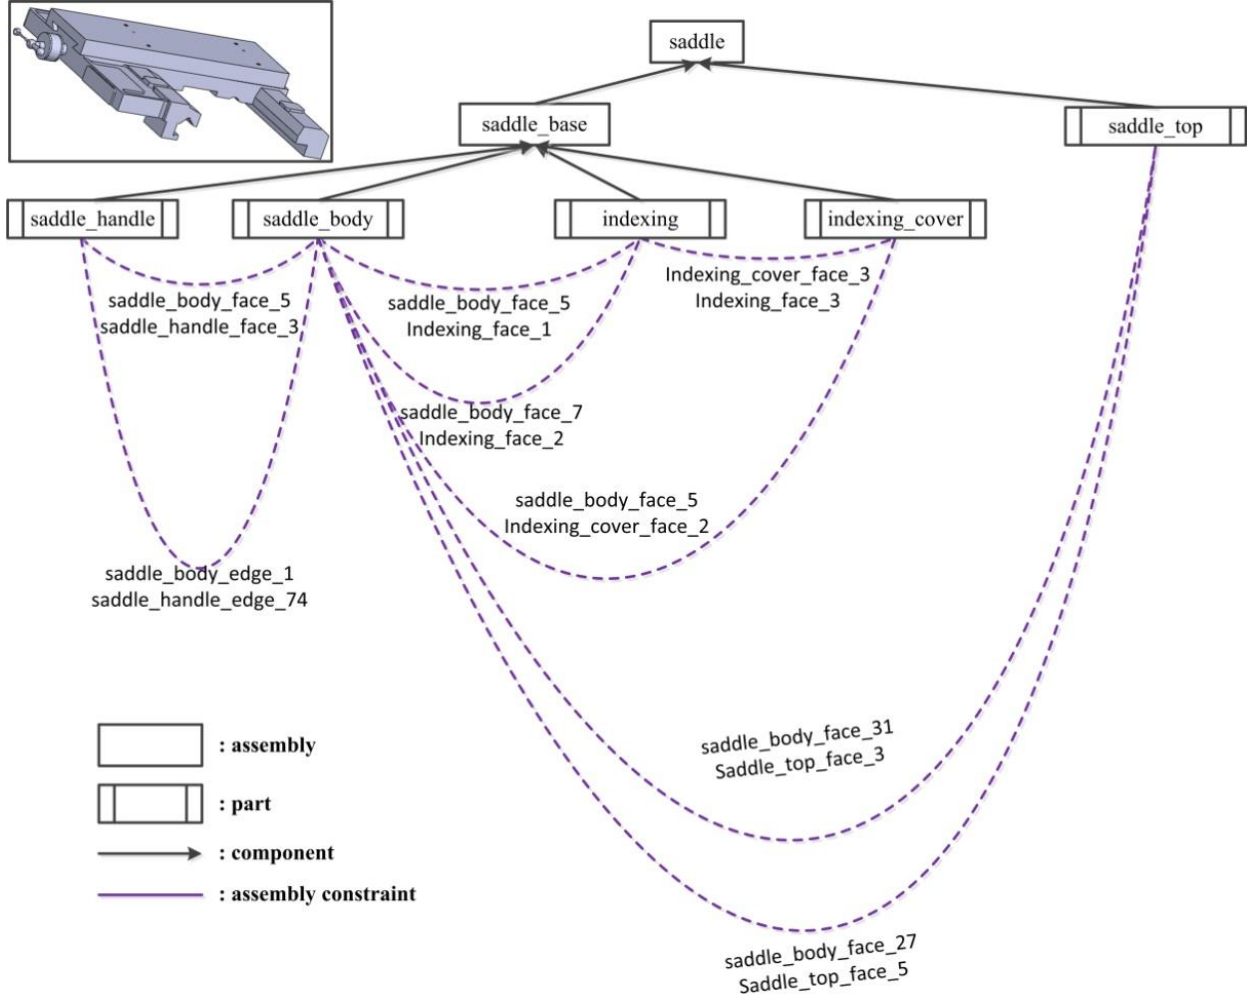 saddle
saddle_base
saddle_top
saddle_handle
saddle_body
indexing
indexing_cover
saddle_body_face_5
saddle_handle_face_3
saddle_body_face_5
Indexing_face_1
Indexing_cover_face_3
Indexing_face_3
saddle_body_face_7
Indexing_face_2
saddle_body_face_5
Indexing_cover_face_2
saddle_body_edge_1
saddle_handle_edge_74
saddle_body_face_31
Saddle_top_face_3
saddle_body_face_27
Saddle_top_face_5
: assembly
: part
: component
: assembly constraint